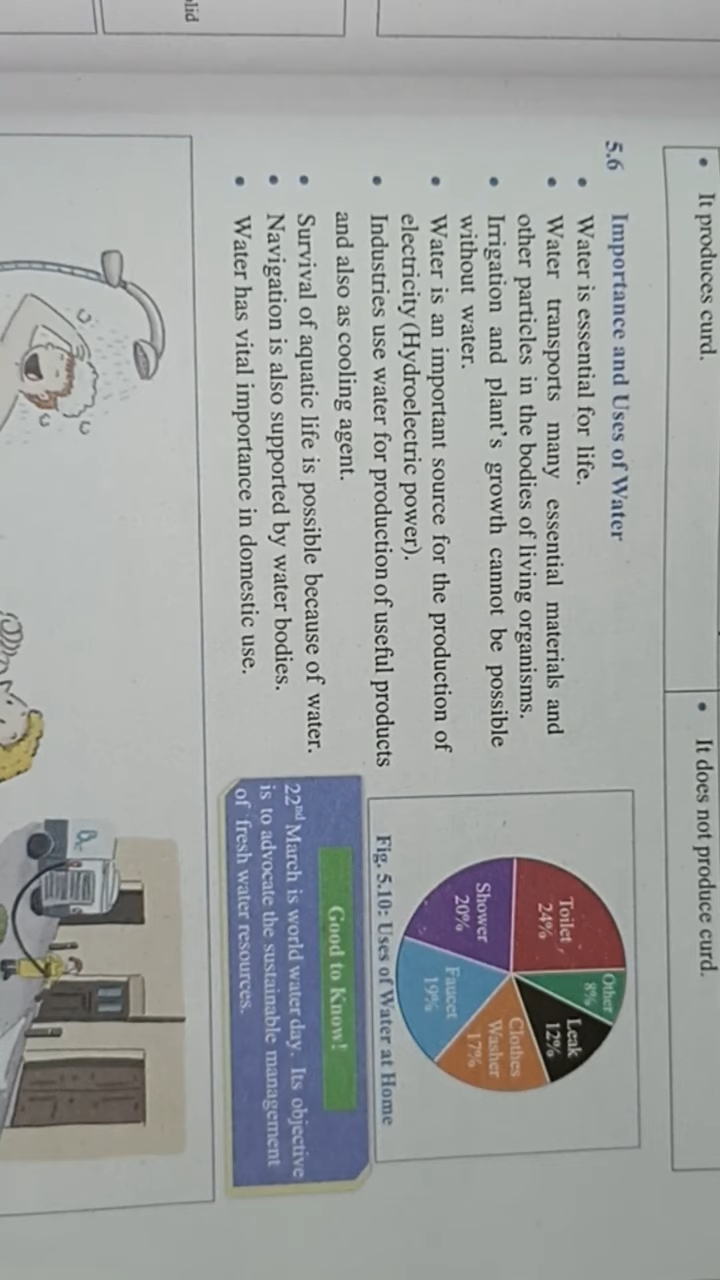 It produces curd.
It does not produce curd.
5.6 Importance and Uses of Water
• Water is essential for life.
• Water transports many essential materials and
other particles in the bodies of living organisms.
• Irrigation and plant's growth cannot be possible
without water.
• Water is an important source for the production of
electricity (Hydroelectric power).
• Industries use water for production of useful products
and also as cooling agent.
• Survival of aquatic life is possible because of water.
• Navigation is also supported by water bodies.
• Water has vital importance in domestic use.
Other
8%
Leak
12%
Clothes
Washer
17%
Faucet
19%
Shower
20%
Toilet
24%
Fig. 5.10: Uses of Water at Home
Good to Know!
22nd March is world water day. Its objective
is to advocate the sustainable management
of fresh water resources.